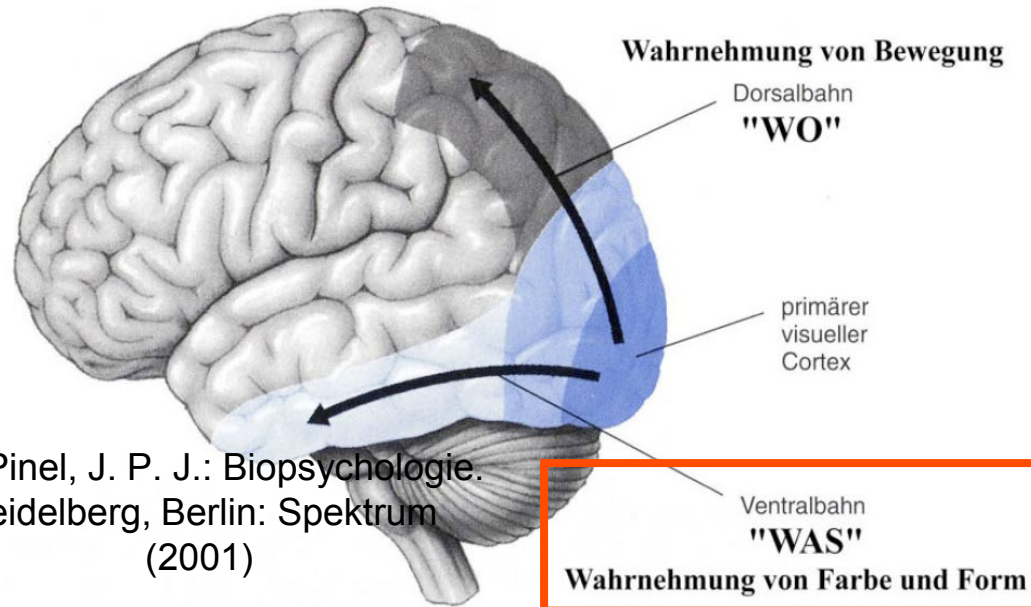 Wahrnehmung von Bewegung
Dorsalbahn
"WO"
primärer
visueller
Cortex
Pinel, J. P. J.: Biopsychologie.
eidelberg, Berlin: Spektrum
(2001)
Ventralbahn
"WAS"
Wahrnehmung von Farbe und Form